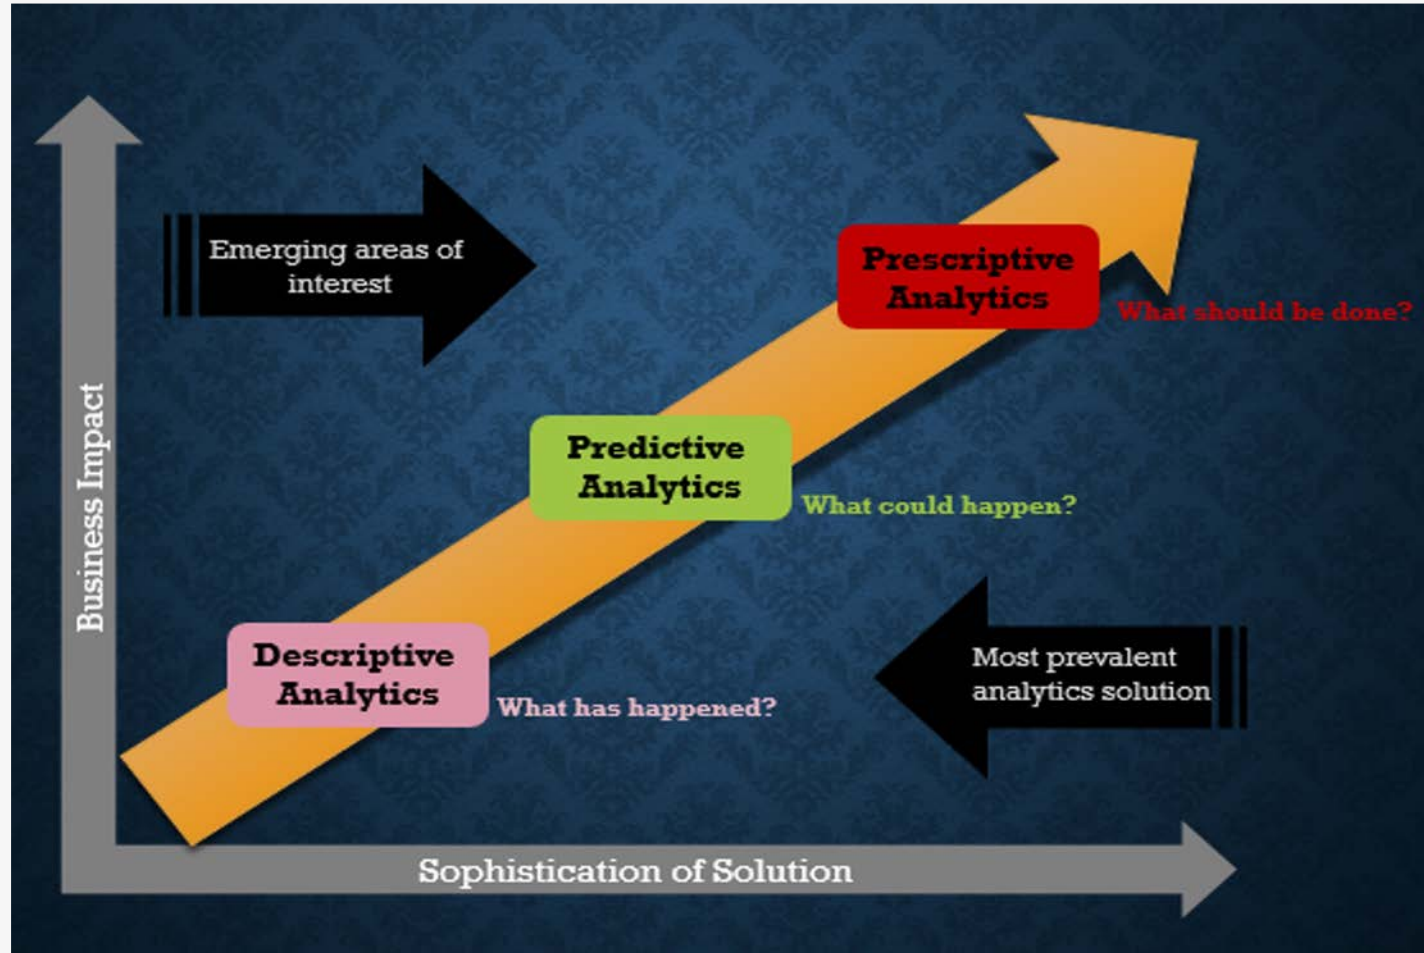 Emerging areas of
interest
Prescriptive
Analytics
What should be done?
Predictive
Analytics
What could happen?
Business Impact
Descriptive
Analytics
What has happened?
Most prevalent
analytics solution
Sophistication of Solution